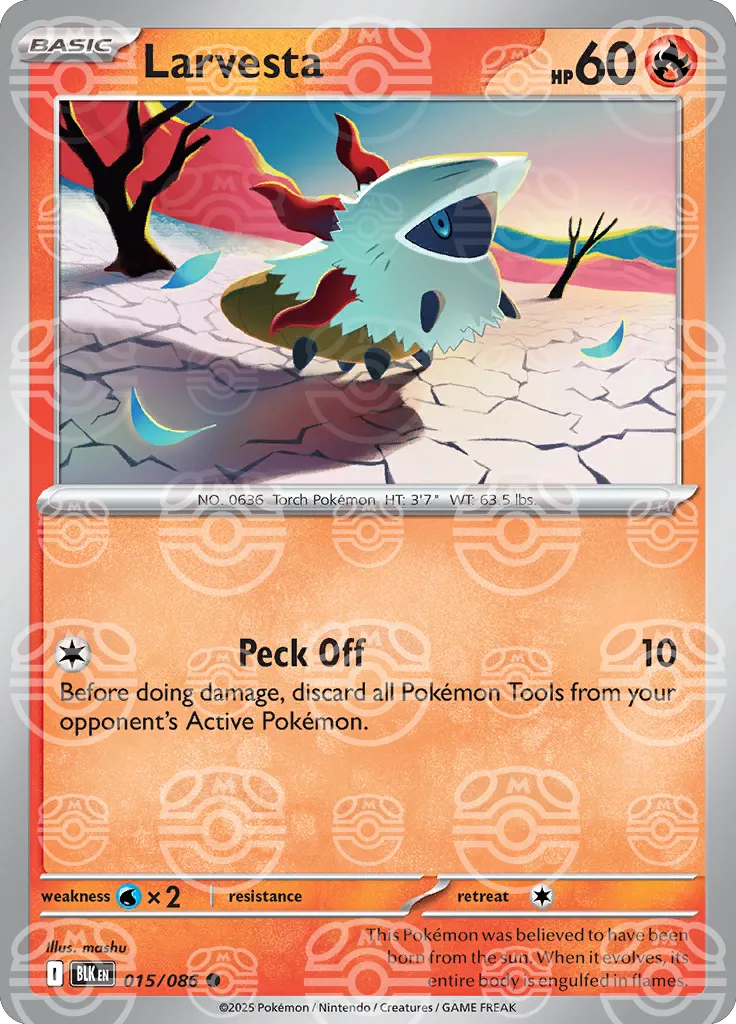 BASIC
Larvesta
HP60
NO. 0636 Torch Pokémon HT: 3'7" WT: 63.5 lbs.
Peck Off 10
Before doing damage, discard all Pokémon Tools from your
opponent's Active Pokémon.
weakness ×2 resistance retreat
Illus. mashu
I BLK EN 015/086
This Pokémon was believed to have been
born from the sun. When it evolves, its
entire body is engulfed in flames.
©2025 Pokémon / Nintendo / Creatures / GAME FREAK